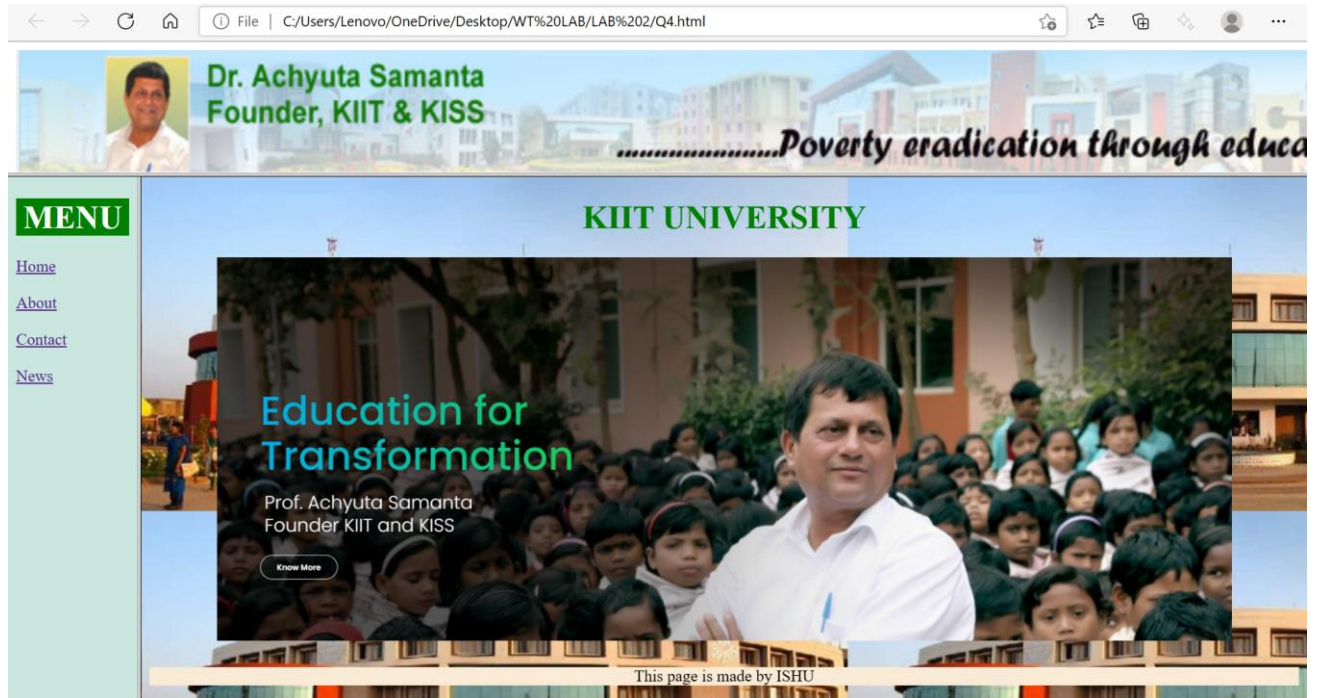 File | C:/Users/Lenovo/OneDrive/Desktop/WT%20LAB/LAB%202/Q4.html
Dr. Achyuta Samanta
Founder, KIIT & KISS
......................Poverty eradication through educa
MENU
Home
About
Contact
News
KIIT UNIVERSITY
Education for
Transformation
Prof. Achyuta Samanta
Founder KIIT and KISS
Know More
This page is made by ISHU